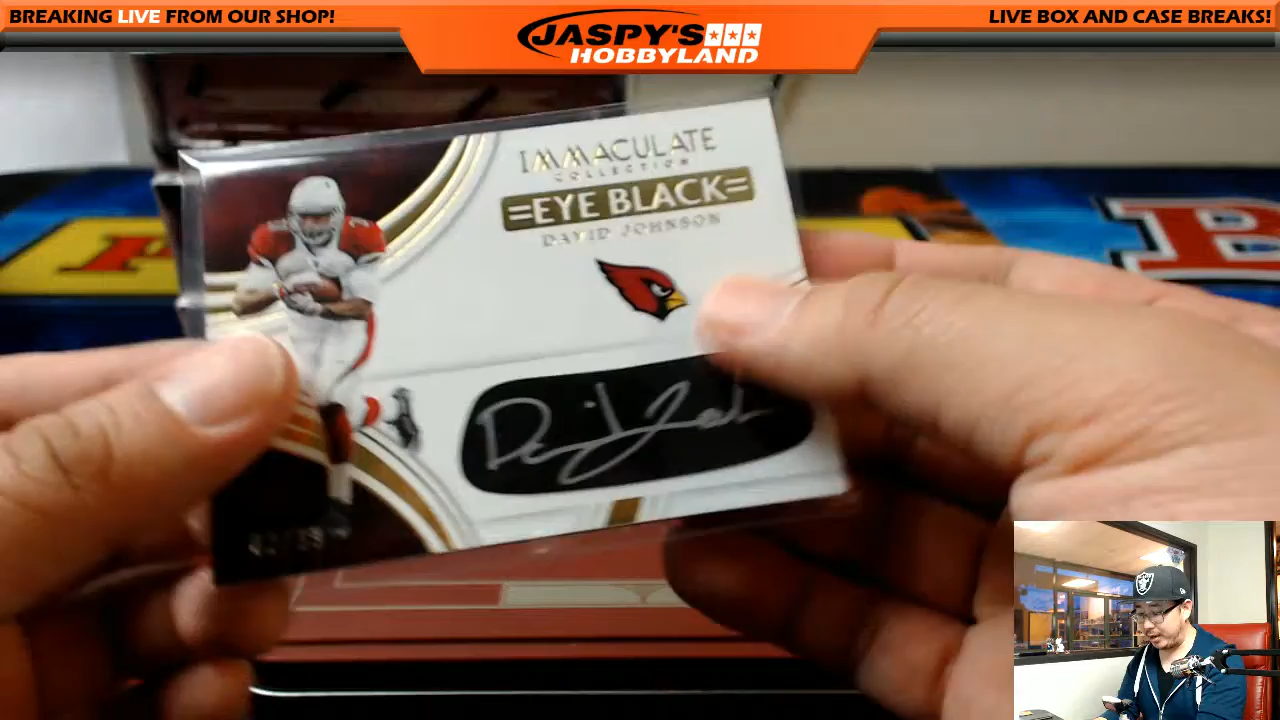 BREAKING LIVE FROM OUR SHOP!
JASPY'S
HOBBYLAND
LIVE BOX AND CASE BREAKS!
IMMACULATE
COLLECTION
=EYE BLACK=
DAVID JOHNSON
B